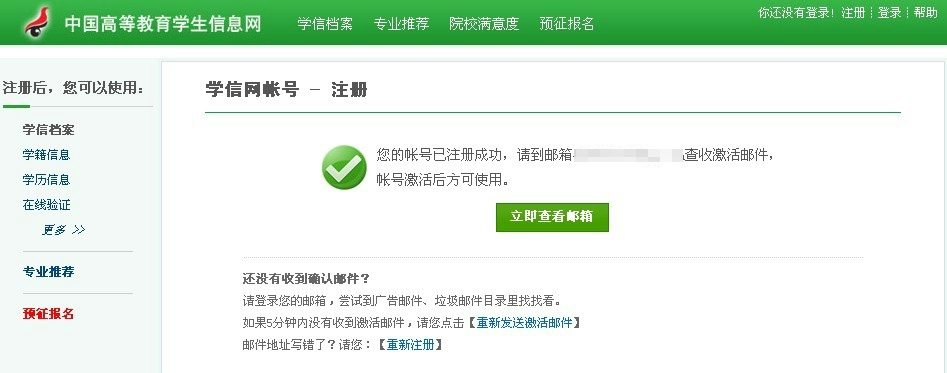 中国高等教育学生信息网
学信档案 专业推荐 院校满意度 预征报名
你还没有登录! 注册 | 登录 | 帮助
注册后，您可以使用：
学信档案
学籍信息
学历信息
在线验证
更多 >>
专业推荐
预征报名
学信网帐号 － 注册
您的帐号已注册成功，请到邮箱 查收激活邮件，
帐号激活后方可使用。
立即查看邮箱
还没有收到确认邮件？
请登录您的邮箱，尝试到广告邮件、垃圾邮件目录里找找看。
如果5分钟内没有收到激活邮件，请您点击【重新发送激活邮件】
邮件地址写错了？请您：【重新注册】